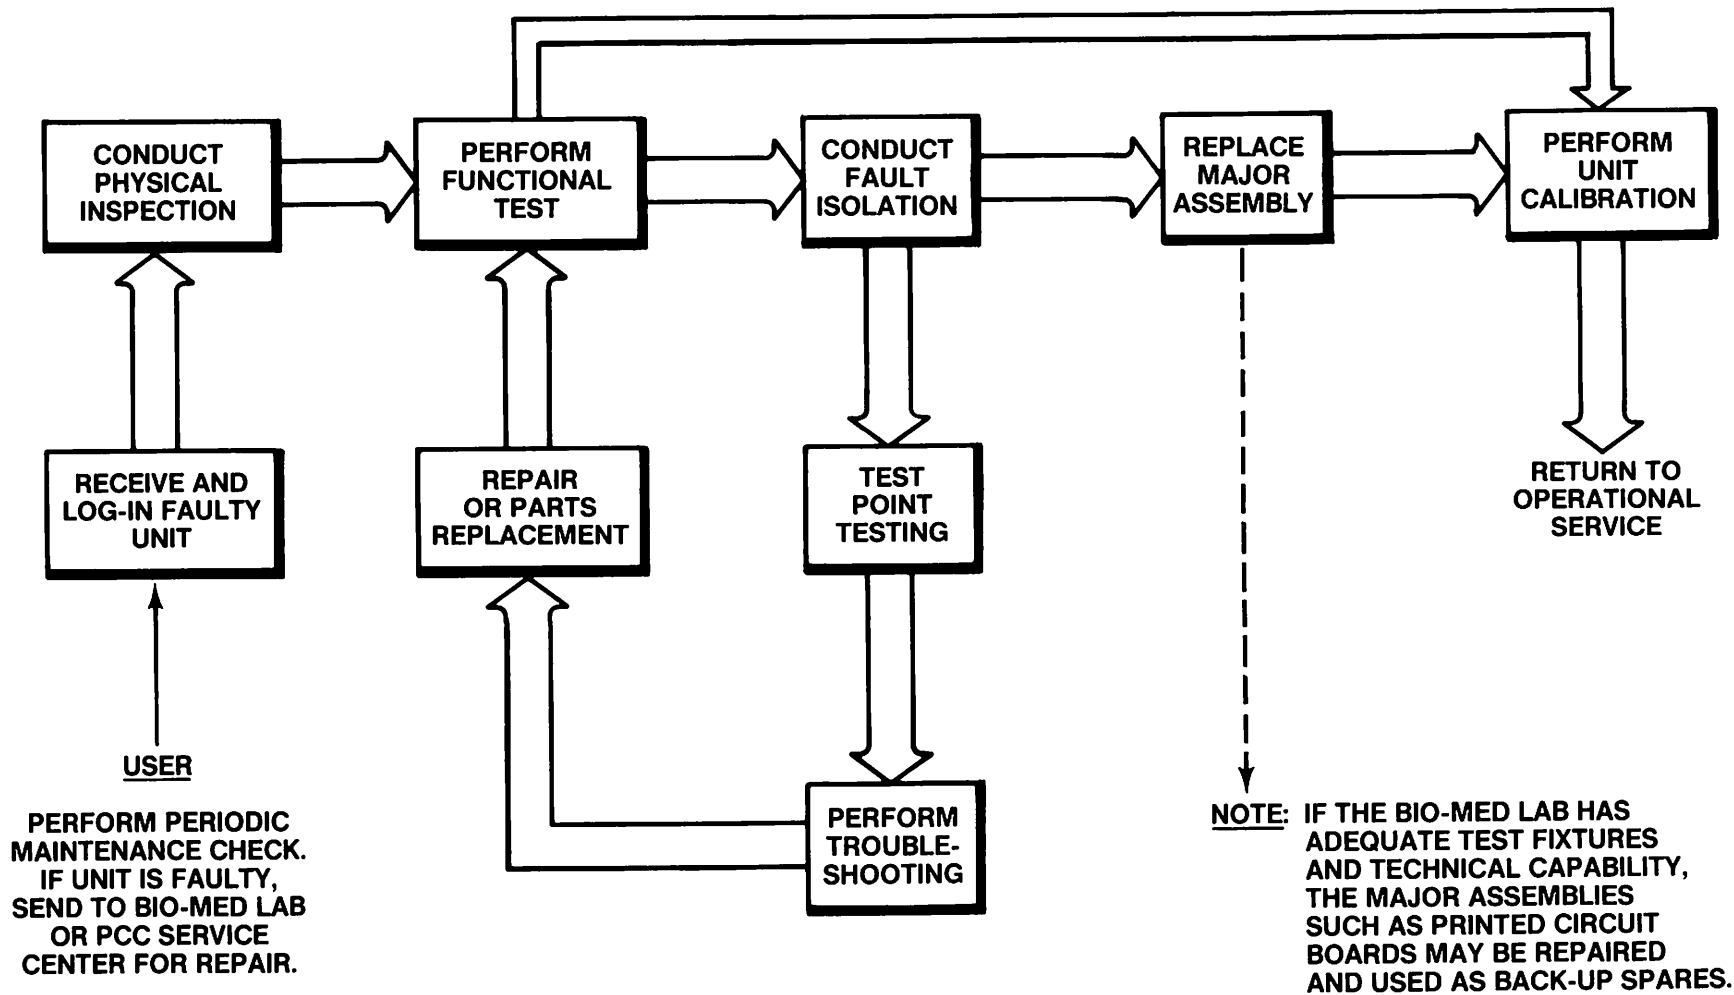 CONDUCT
PHYSICAL
INSPECTION
PERFORM
FUNCTIONAL
TEST
CONDUCT
FAULT
ISOLATION
REPLACE
MAJOR
ASSEMBLY
PERFORM
UNIT
CALIBRATION
RECEIVE AND
LOG-IN FAULTY
UNIT
REPAIR
OR PARTS
REPLACEMENT
TEST
POINT
TESTING
RETURN TO
OPERATIONAL
SERVICE
USER
PERFORM PERIODIC
MAINTENANCE CHECK.
IF UNIT IS FAULTY,
SEND TO BIO-MED LAB
OR PCC SERVICE
CENTER FOR REPAIR.
PERFORM
TROUBLE-
SHOOTING
NOTE: IF THE BIO-MED LAB HAS
ADEQUATE TEST FIXTURES
AND TECHNICAL CAPABILITY,
THE MAJOR ASSEMBLIES
SUCH AS PRINTED CIRCUIT
BOARDS MAY BE REPAIRED
AND USED AS BACK-UP SPARES.